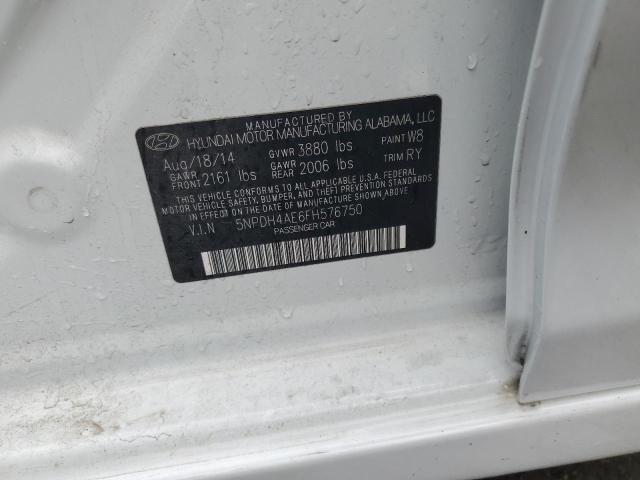 MANUFACTURED BY
HYUNDAI MOTOR MANUFACTURING ALABAMA, LLC
Aug/18/14 GVWR 3880 lbs PAINT W8
GAWR FRONT 2161 lbs GAWR REAR 2006 lbs TRIM RY
THIS VEHICLE CONFORMS TO ALL APPLICABLE U.S.A. FEDERAL
MOTOR VEHICLE SAFETY, BUMPER, AND THEFT PREVENTION STANDARDS
IN EFFECT ON THE DATE OF MANUFACTURE SHOWN ABOVE.
V.I.N 5NPDH4AE6FH576750
PASSENGER CAR